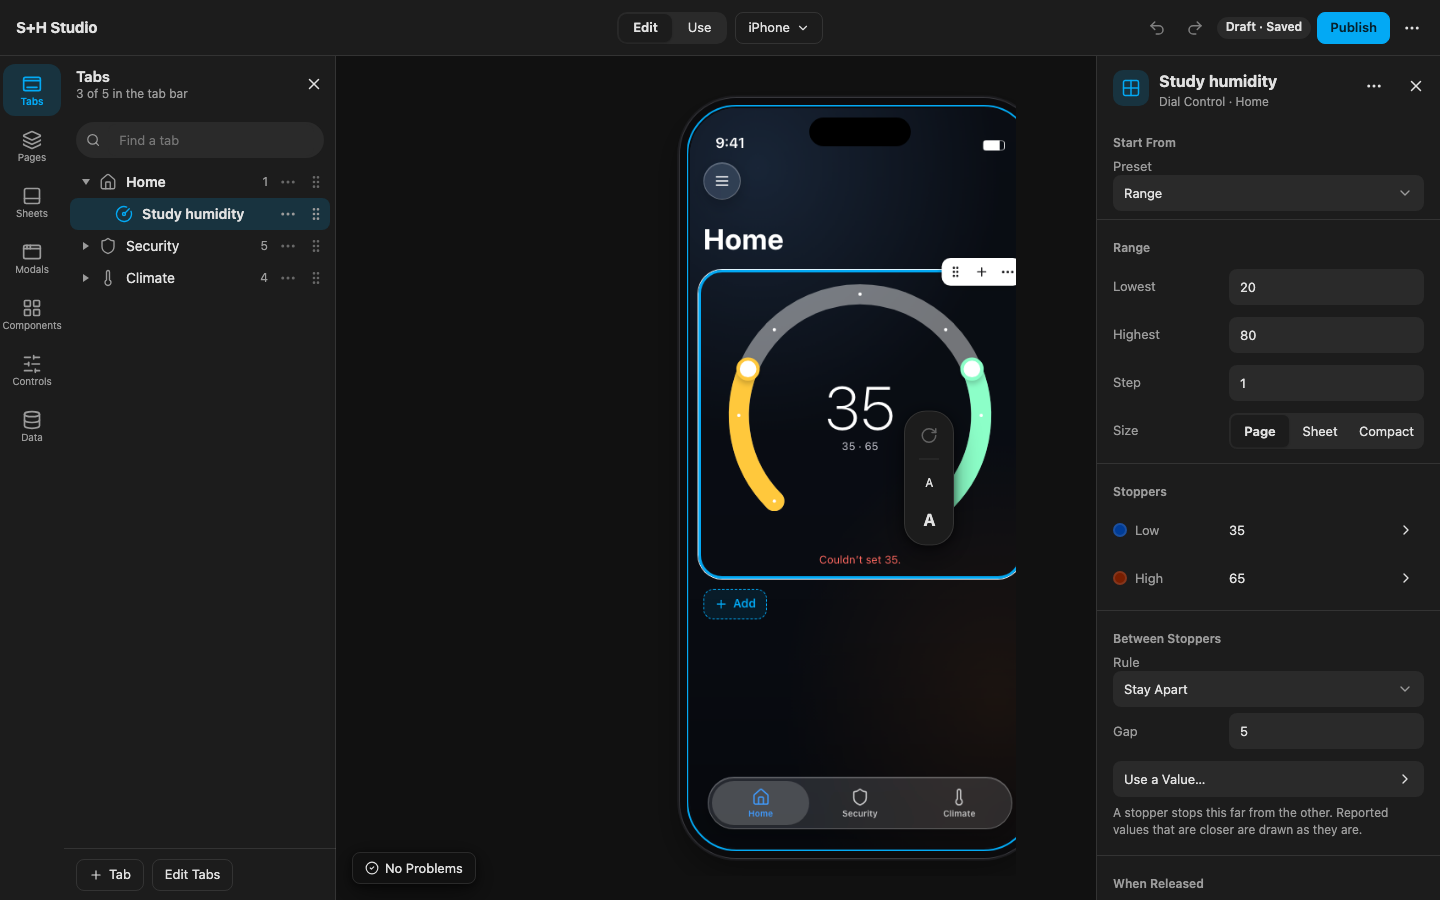 S+H Studio
Edit
Use
iPhone
Draft · Saved
Publish
Tabs
Pages
Sheets
Modals
Components
Controls
Data
Tabs
3 of 5 in the tab bar
Find a tab
Home 1
Study humidity
Security 5
Climate 4
+ Tab
Edit Tabs
9:41
Home
35
35 · 65
A
A
Couldn't set 35.
+ Add
Home
Security
Climate
No Problems
Study humidity
Dial Control · Home
Start From
Preset
Range
Range
Lowest 20
Highest 80
Step 1
Size Page Sheet Compact
Stoppers
Low 35
High 65
Between Stoppers
Rule
Stay Apart
Gap 5
Use a Value...
A stopper stops this far from the other. Reported
values that are closer are drawn as they are.
When Released